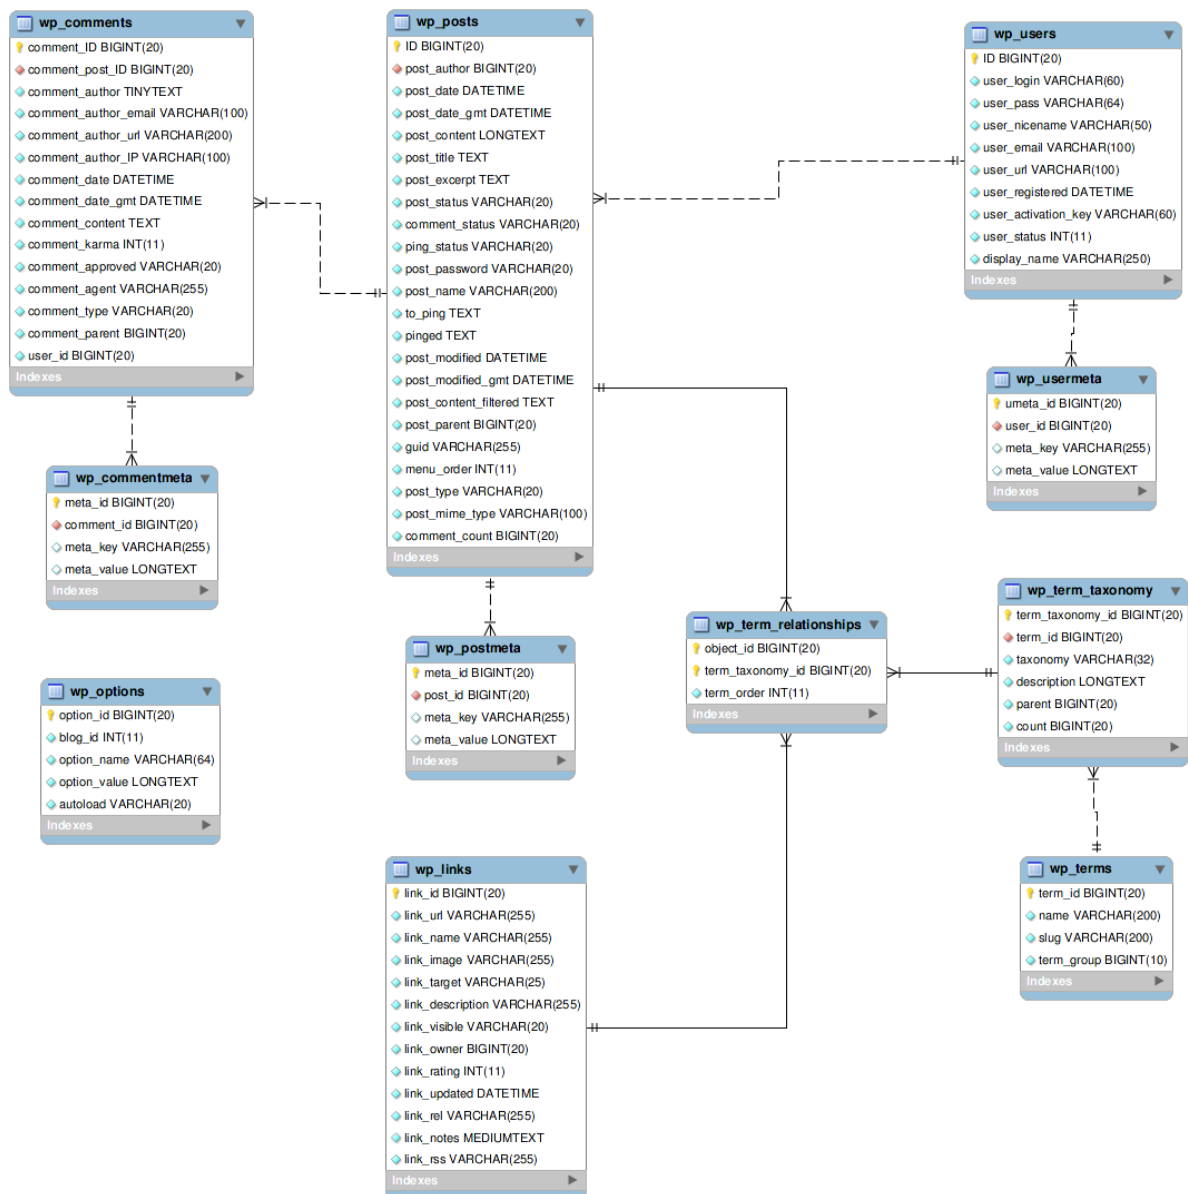 wp_comments
comment_ID BIGINT(20)
comment_post_ID BIGINT(20)
comment_author TINYTEXT
comment_author_email VARCHAR(100)
comment_author_url VARCHAR(200)
comment_author_IP VARCHAR(100)
comment_date DATETIME
comment_date_gmt DATETIME
comment_content TEXT
comment_karma INT(11)
comment_approved VARCHAR(20)
comment_agent VARCHAR(255)
comment_type VARCHAR(20)
comment_parent BIGINT(20)
user_id BIGINT(20)
Indexes
wp_posts
ID BIGINT(20)
post_author BIGINT(20)
post_date DATETIME
post_date_gmt DATETIME
post_content LONGTEXT
post_title TEXT
post_excerpt TEXT
post_status VARCHAR(20)
comment_status VARCHAR(20)
ping_status VARCHAR(20)
post_password VARCHAR(20)
post_name VARCHAR(200)
to_ping TEXT
pinged TEXT
post_modified DATETIME
post_modified_gmt DATETIME
post_content_filtered TEXT
post_parent BIGINT(20)
guid VARCHAR(255)
menu_order INT(11)
post_type VARCHAR(20)
post_mime_type VARCHAR(100)
comment_count BIGINT(20)
Indexes
wp_users
ID BIGINT(20)
user_login VARCHAR(60)
user_pass VARCHAR(64)
user_nicename VARCHAR(50)
user_email VARCHAR(100)
user_url VARCHAR(100)
user_registered DATETIME
user_activation_key VARCHAR(60)
user_status INT(11)
display_name VARCHAR(250)
Indexes
wp_usermeta
umeta_id BIGINT(20)
user_id BIGINT(20)
meta_key VARCHAR(255)
meta_value LONGTEXT
Indexes
wp_commentmeta
meta_id BIGINT(20)
comment_id BIGINT(20)
meta_key VARCHAR(255)
meta_value LONGTEXT
Indexes
wp_postmeta
meta_id BIGINT(20)
post_id BIGINT(20)
meta_key VARCHAR(255)
meta_value LONGTEXT
Indexes
wp_term_relationships
object_id BIGINT(20)
term_taxonomy_id BIGINT(20)
term_order INT(11)
Indexes
wp_term_taxonomy
term_taxonomy_id BIGINT(20)
term_id BIGINT(20)
taxonomy VARCHAR(32)
description LONGTEXT
parent BIGINT(20)
count BIGINT(20)
Indexes
wp_options
option_id BIGINT(20)
blog_id INT(11)
option_name VARCHAR(64)
option_value LONGTEXT
autoload VARCHAR(20)
Indexes
wp_links
link_id BIGINT(20)
link_url VARCHAR(255)
link_name VARCHAR(255)
link_image VARCHAR(255)
link_target VARCHAR(25)
link_description VARCHAR(255)
link_visible VARCHAR(20)
link_owner BIGINT(20)
link_rating INT(11)
link_updated DATETIME
link_rel VARCHAR(255)
link_notes MEDIUMTEXT
link_rss VARCHAR(255)
Indexes
wp_terms
term_id BIGINT(20)
name VARCHAR(200)
slug VARCHAR(200)
term_group BIGINT(10)
Indexes